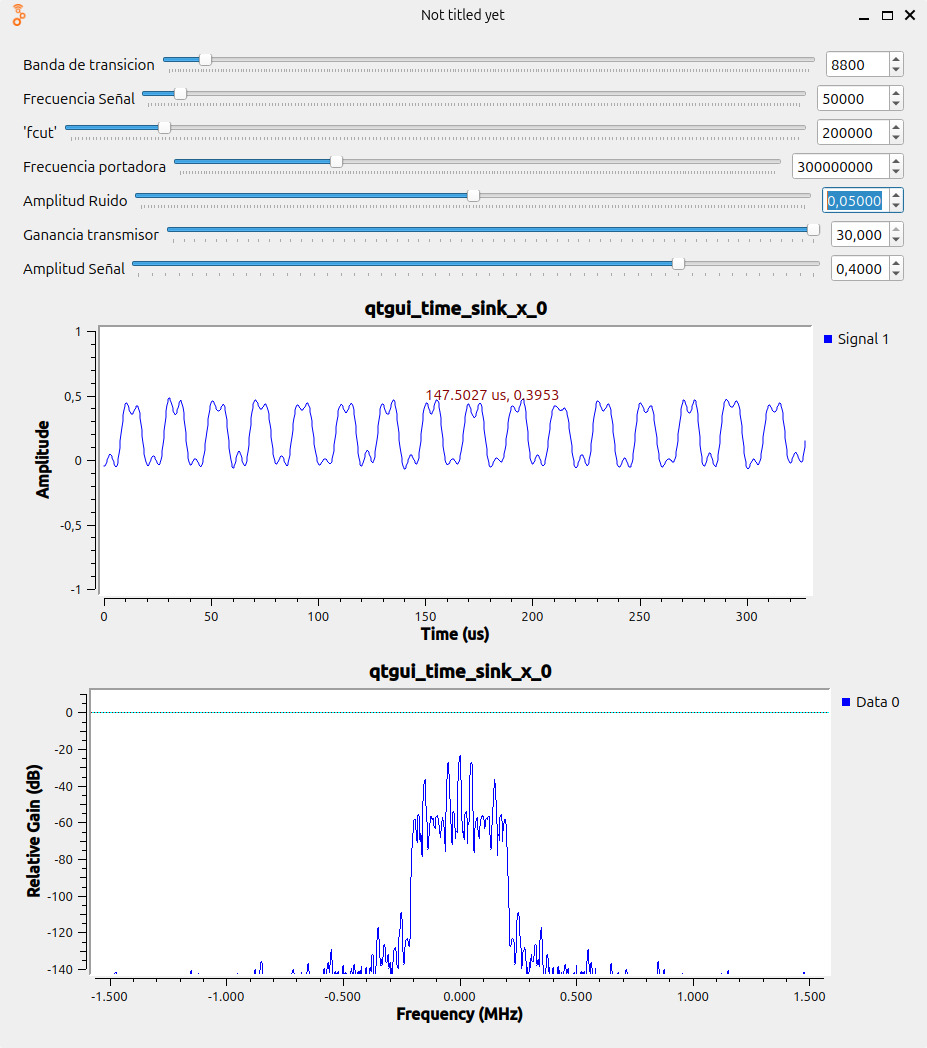 Not titled yet
Banda de transicion 8800
Frecuencia Señal 50000
'fcut' 200000
Frecuencia portadora 300000000
Amplitud Ruido 0,05000
Ganancia transmisor 30,000
Amplitud Señal 0,4000
qtgui_time_sink_x_0
Signal 1
147.5027 us, 0.3953
Amplitude
1
0,5
0
-0,5
-1
0 50 100 150 200 250 300
Time (us)
qtgui_time_sink_x_0
Data 0
Relative Gain (dB)
0
-20
-40
-60
-80
-100
-120
-140
-1.500 -1.000 -0.500 0.000 0.500 1.000 1.500
Frequency (MHz)